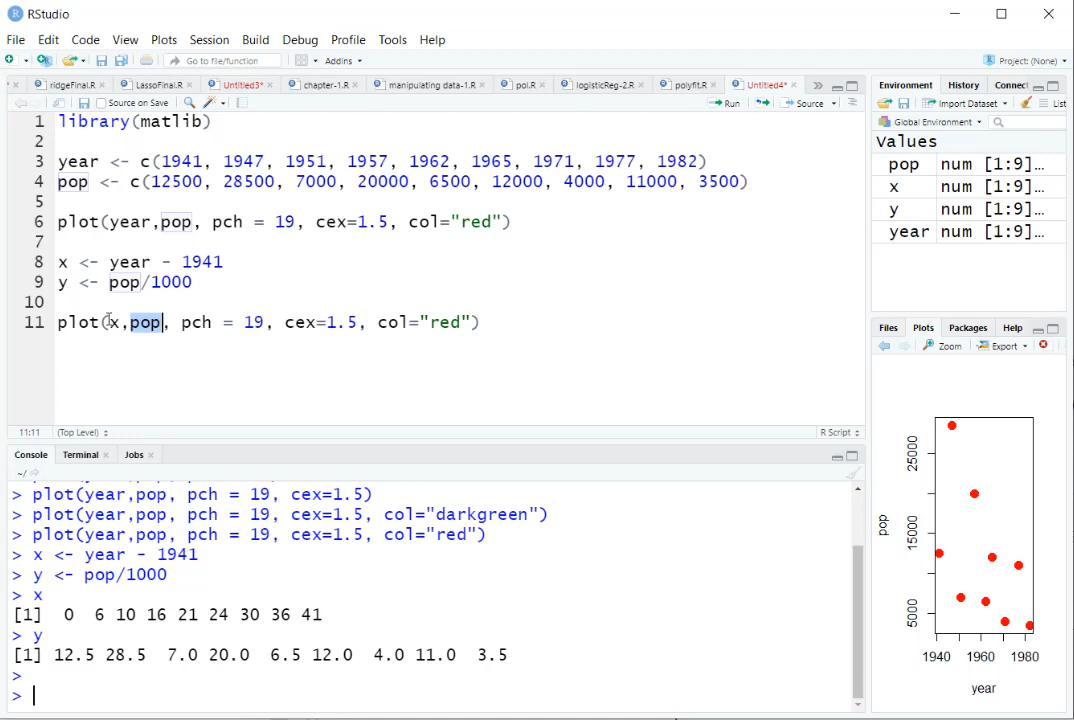 RStudio
File Edit Code View Plots Session Build Debug Profile Tools Help
Go to file/function Addins Project: (None)
ridgeFinal.R LassoFinal.R Untitled3* chapter-1.R manipulating data-1.R pol.R logisticReg-2.R polyfit.R Untitled4*
Source on Save Run Source
1 library(matlib)
2
3 year <- c(1941, 1947, 1951, 1957, 1962, 1965, 1971, 1977, 1982)
4 pop <- c(12500, 28500, 7000, 20000, 6500, 12000, 4000, 11000, 3500)
5
6 plot(year,pop, pch = 19, cex=1.5, col="red")
7
8 x <- year - 1941
9 y <- pop/1000
10
11 plot(x,pop, pch = 19, cex=1.5, col="red")
11:11 (Top Level) R Script
Console Terminal Jobs
~/
> plot(year,pop, pch = 19, cex=1.5)
> plot(year,pop, pch = 19, cex=1.5, col="darkgreen")
> plot(year,pop, pch = 19, cex=1.5, col="red")
> x <- year - 1941
> y <- pop/1000
> x
[1] 0 6 10 16 21 24 30 36 41
> y
[1] 12.5 28.5 7.0 20.0 6.5 12.0 4.0 11.0 3.5
>
>
Environment History Connec
Import Dataset List
Global Environment
Values
pop num [1:9]…
x num [1:9]…
y num [1:9]…
year num [1:9]…
Files Plots Packages Help
Zoom Export
pop
25000
15000
5000
1940 1960 1980
year